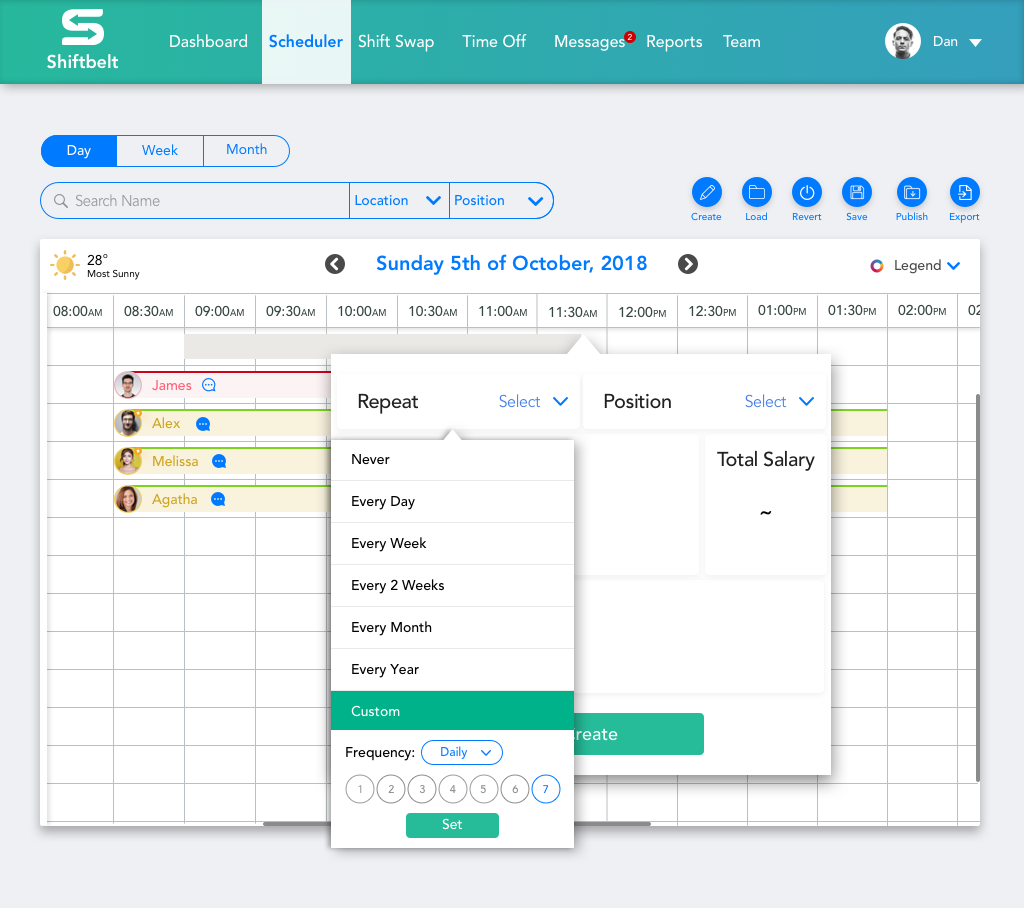 Shiftbelt
Dashboard Scheduler Shift Swap Time Off Messages 2 Reports Team Dan
Day Week Month
Search Name Location Position
Create Load Revert Save Publish Export
28°
Most Sunny
Sunday 5th of October, 2018
Legend
08:00AM 08:30AM 09:00AM 09:30AM 10:00AM 10:30AM 11:00AM 11:30AM 12:00PM 12:30PM 01:00PM 01:30PM 02:00PM 02
James
Alex
Melissa
Agatha
Repeat Select Position Select
Total Salary
~
Never
Every Day
Every Week
Every 2 Weeks
Every Month
Every Year
Custom
Frequency: Daily
1 2 3 4 5 6 7
Set
reate